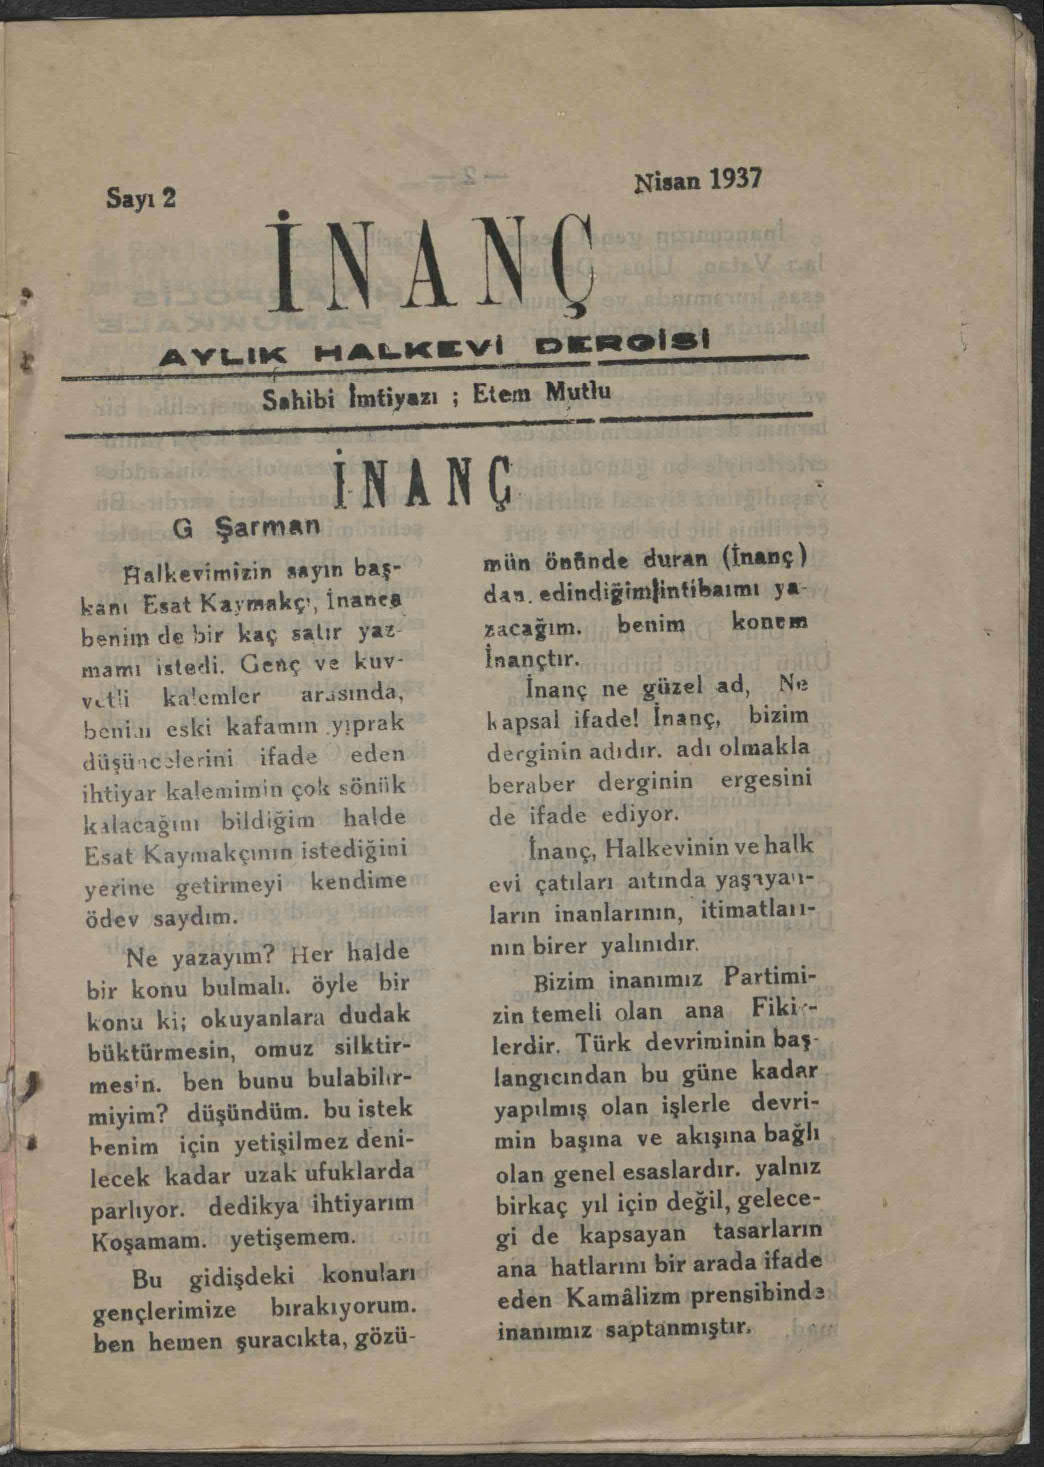 Sayı 2
Nisan 1937
İNANÇ
AYLIK HALKEVİ DERGİSİ
Sahibi İmtiyazı ; Etem Mutlu
İNANÇ
G Şarman
Halkevimizin sayın baş-
kanı Esat Kaymakçı, İnanca
benim de bir kaç satır yaz-
mamı istedi. Genç ve kuv-
vetli kalemler arasında,
benim eski kafamın yıprak
düşüncelerini ifade eden
ihtiyar kalemimin çok sönük
kalacağını bildiğim halde
Esat Kaymakçının istediğini
yerine getirmeyi kendime
ödev saydım.
Ne yazayım? Her halde
bir konu bulmalı. öyle bir
konu ki; okuyanlara dudak
büktürmesin, omuz silktir-
mesin. ben bunu bulabilir-
miyim? düşündüm. bu istek
benim için yetişilmez deni-
lecek kadar uzak ufuklarda
parlıyor. dedikya ihtiyarım
Koşamam. yetişemem.
Bu gidişdeki konuları
gençlerimize bırakıyorum.
ben hemen şuracıkta, gözü-
mün önünde duran (İnanç)
dan. edindiğim intibaımı ya-
zacağım. benim konem
İnançtır.
İnanç ne güzel ad, Ne
kapsal ifade! İnanç, bizim
derginin adıdır. adı olmakla
beraber derginin ergesini
de ifade ediyor.
İnanç, Halkevinin ve halk
evi çatıları aıtında yaşayan-
ların inanlarının, itimatları-
nın birer yalınıdır.
Bizim inanımız Partimi-
zin temeli olan ana Fikir-
lerdir. Türk devriminin baş-
langıcından bu güne kadar
yapılmış olan işlerle devri-
min başına ve akışına bağlı
olan genel esaslardır. yalnız
birkaç yıl için değil, gelece-
gi de kapsayan tasarların
ana hatlarını bir arada ifade
eden Kamâlizm prensibinde
inanımız saptanmıştır.